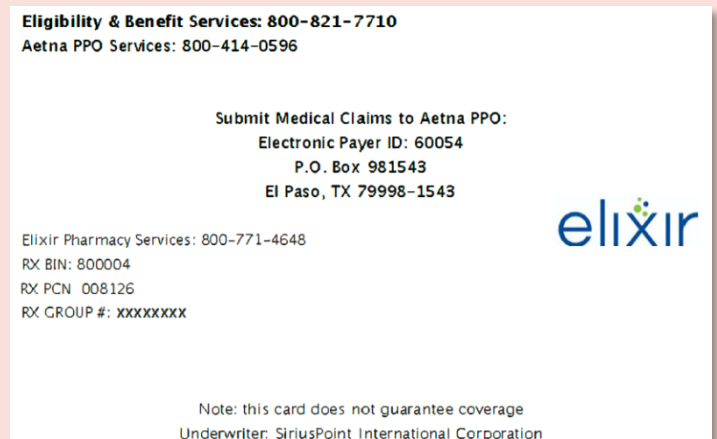 Eligibility & Benefit Services: 800-821-7710
Aetna PPO Services: 800-414-0596
Submit Medical Claims to Aetna PPO:
Electronic Payer ID: 60054
P.O. Box 981543
El Paso, TX 79998-1543
elixir
Elixir Pharmacy Services: 800-771-4648
RX BIN: 800004
RX PCN 008126
RX GROUP #: XXXXXXXX
Note: this card does not guarantee coverage
Underwriter: SiriusPoint International Corporation